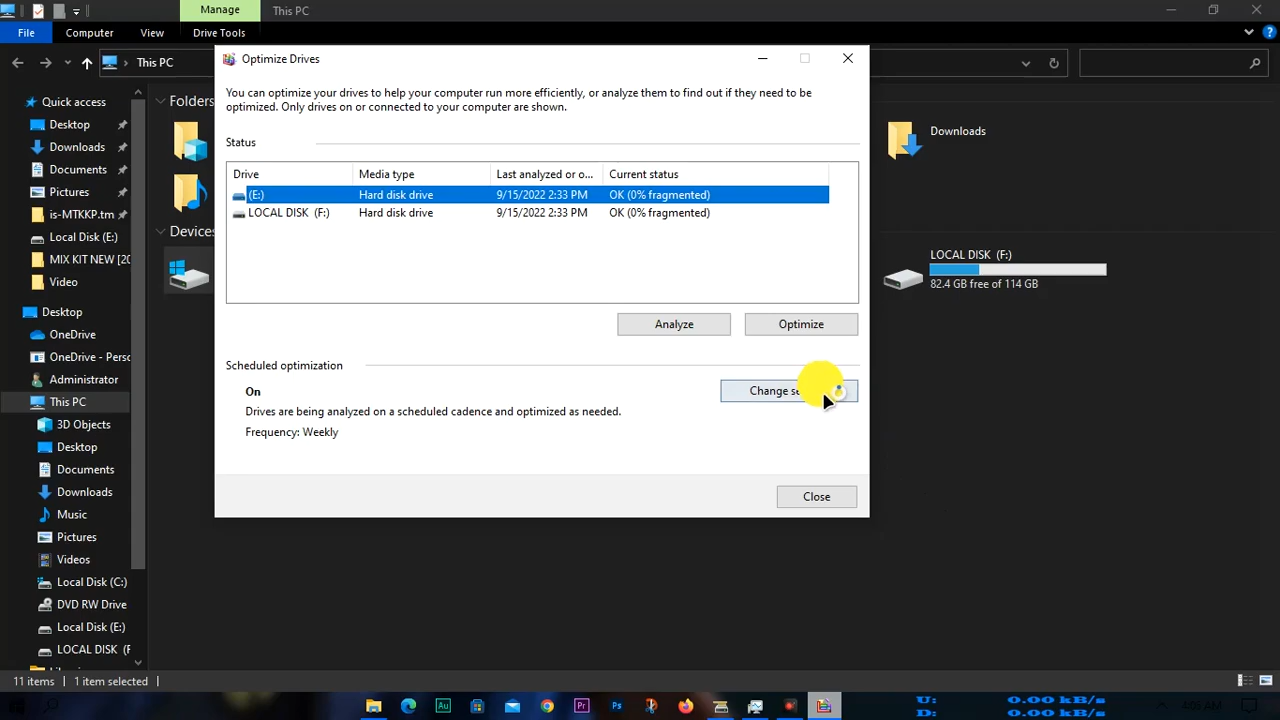 Manage
This PC
File
Computer
View
Drive Tools
This PC
Optimize Drives
You can optimize your drives to help your computer run more efficiently, or analyze them to find out if they need to be
optimized. Only drives on or connected to your computer are shown.
Status
Drive
Media type
Last analyzed or o...
Current status
(E:)
Hard disk drive
9/15/2022 2:33 PM
OK (0% fragmented)
LOCAL DISK (F:)
Hard disk drive
9/15/2022 2:33 PM
OK (0% fragmented)
Analyze
Optimize
Scheduled optimization
On
Change se
Drives are being analyzed on a scheduled cadence and optimized as needed.
Frequency: Weekly
Close
Quick access
Desktop
Downloads
Documents
Pictures
is-MTKKP.tm
Local Disk (E:)
MIX KIT NEW [20
Video
Desktop
OneDrive
OneDrive - Perso
Administrator
This PC
3D Objects
Desktop
Documents
Downloads
Music
Pictures
Videos
Local Disk (C:)
DVD RW Drive
Local Disk (E:)
LOCAL DISK (F
Folders
Devices
Downloads
LOCAL DISK (F:)
82.4 GB free of 114 GB
11 items
1 item selected
U: 0.00 kB/s
D: 0.00 kB/s
4:06 AM